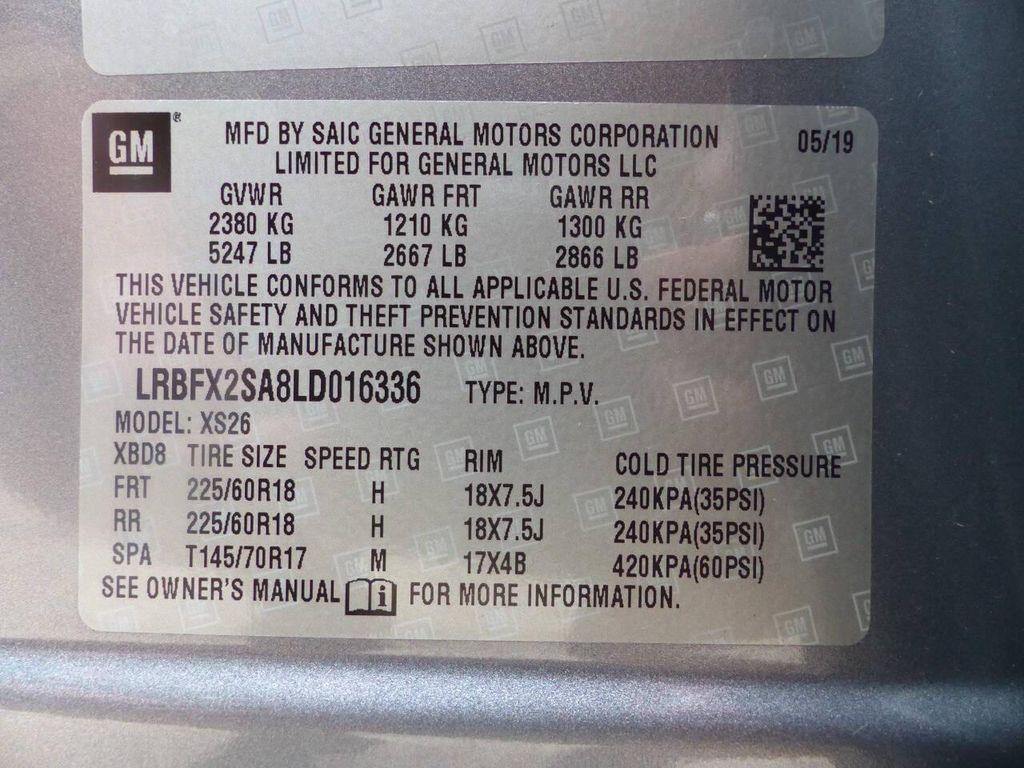 GM
® MFD BY SAIC GENERAL MOTORS CORPORATION 05/19
LIMITED FOR GENERAL MOTORS LLC
GVWR GAWR FRT GAWR RR
2380 KG 1210 KG 1300 KG
5247 LB 2667 LB 2866 LB
THIS VEHICLE CONFORMS TO ALL APPLICABLE U.S. FEDERAL MOTOR
VEHICLE SAFETY AND THEFT PREVENTION STANDARDS IN EFFECT ON
THE DATE OF MANUFACTURE SHOWN ABOVE.
LRBFX2SA8LD016336 TYPE: M.P.V.
MODEL: XS26
XBD8 TIRE SIZE SPEED RTG RIM COLD TIRE PRESSURE
FRT 225/60R18 H 18X7.5J 240KPA(35PSI)
RR 225/60R18 H 18X7.5J 240KPA(35PSI)
SPA T145/70R17 M 17X4B 420KPA(60PSI)
SEE OWNER'S MANUAL i FOR MORE INFORMATION.